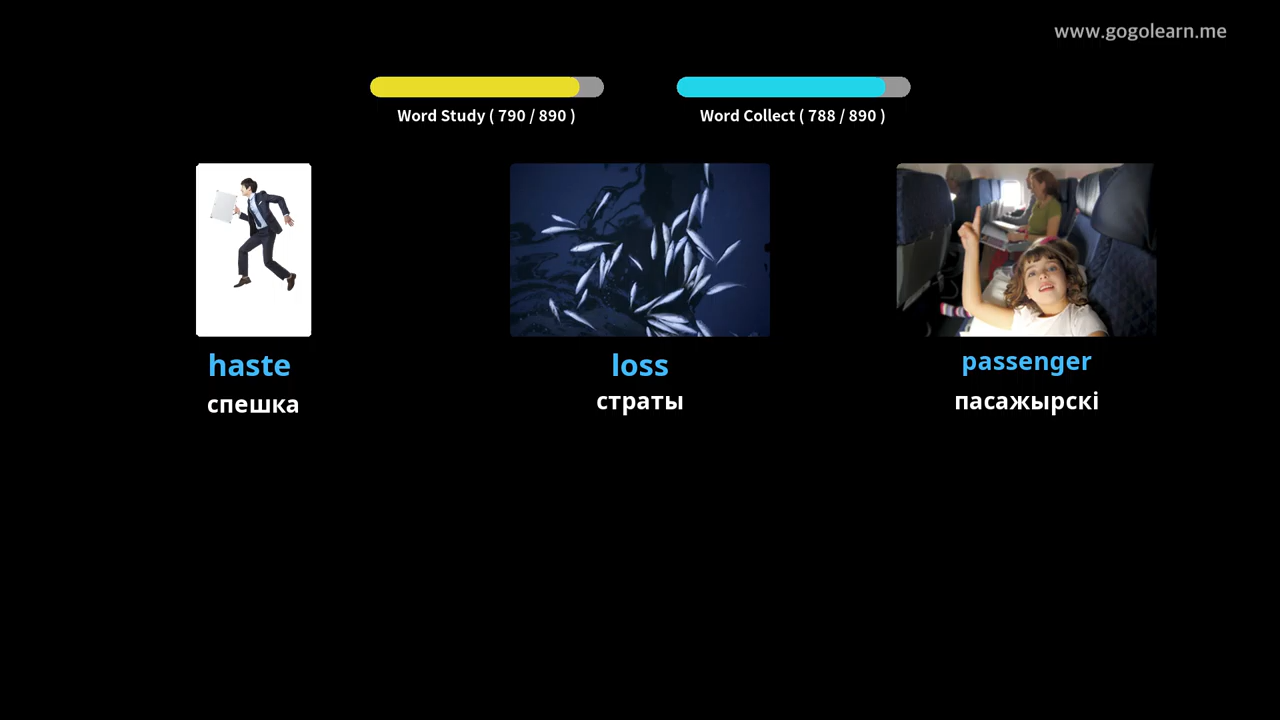 www.gogolearn.me
Word Study ( 790 / 890 )
Word Collect ( 788 / 890 )
haste
loss
passenger
спешка
страты
пасажырскі